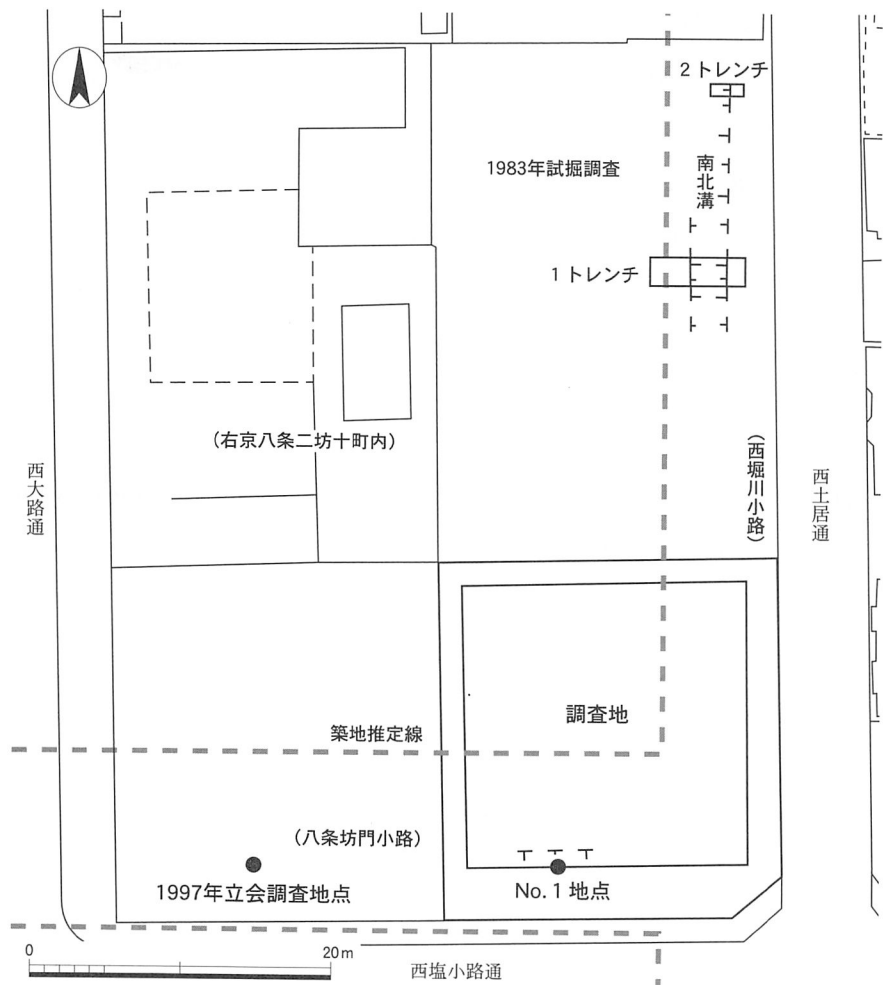 2 トレンチ
1983年試掘調査
南北溝
1 トレンチ
（右京八条二坊十町内）
（西堀川小路）
西大路通
西土居通
調査地
築地推定線
（八条坊門小路）
1997年立会調査地点
No. 1 地点
0 20m
西塩小路通